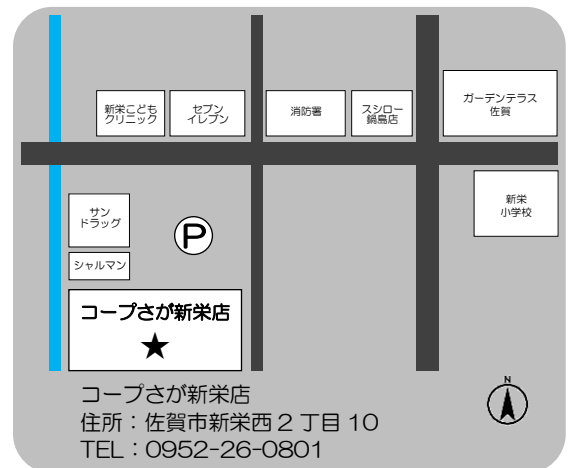 新栄こども
クリニック
セブン
イレブン
消防署
スシロー
鍋島店
ガーデンテラス
佐賀
新栄
小学校
サン
ドラッグ
P
シャルマン
コープさが新栄店
★
コープさが新栄店
住所：佐賀市新栄西2丁目10
TEL：0952-26-0801
N